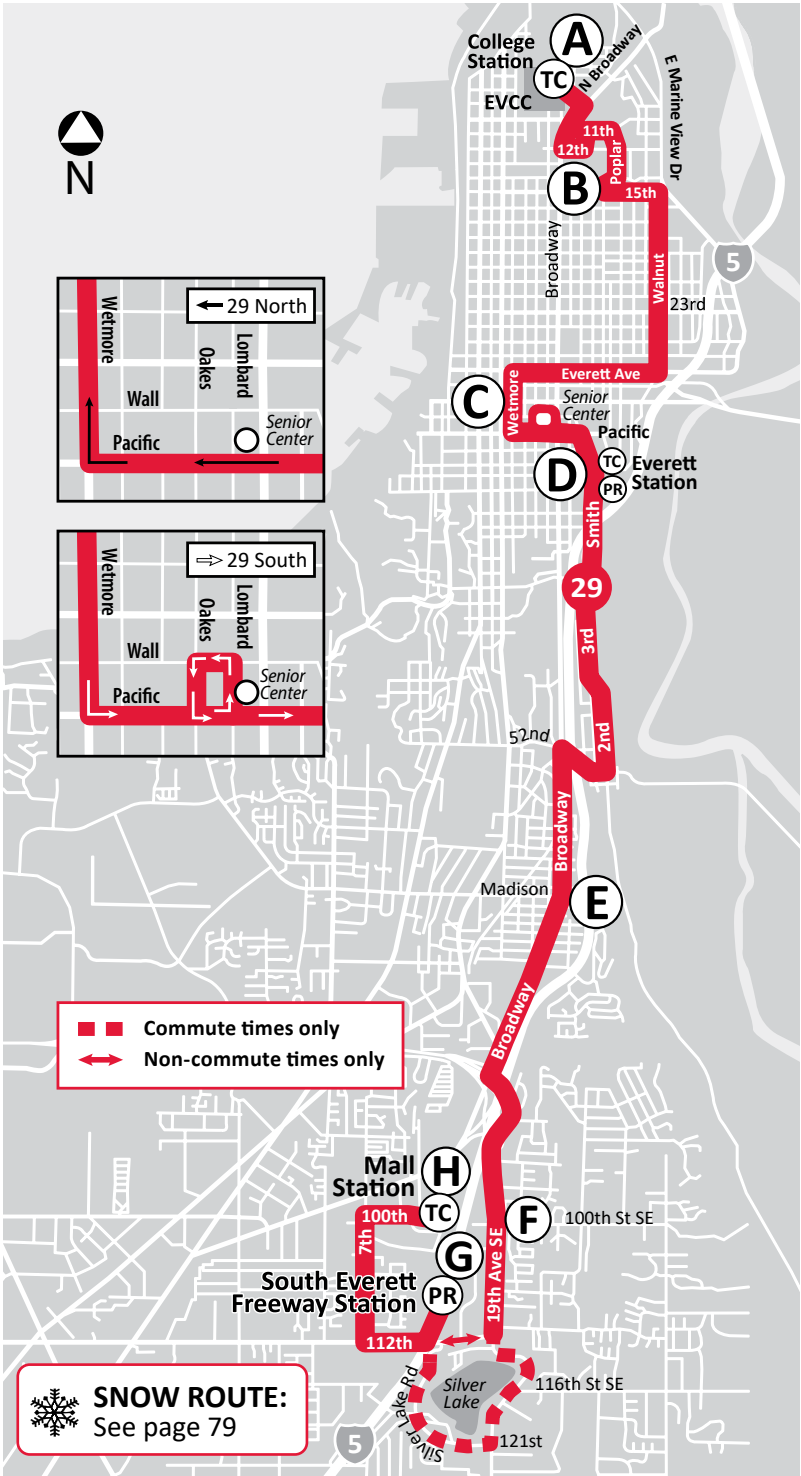 A
College
Station
TC
N Broadway
EVCC
E Marine View Dr
N
11th
12th
Poplar
B
15th
Broadway
Walnut
5
23rd
Everett Ave
C
Wetmore
Senior
Center
Pacific
D
TC
PR
Everett
Station
Smith
29
3rd
2nd
52nd
Broadway
Madison
E
Broadway
← 29 North
Wetmore
Oakes
Lombard
Wall
Pacific
Senior
Center
⇨ 29 South
Wetmore
Oakes
Lombard
Wall
Pacific
Senior
Center
Commute times only
Non-commute times only
Mall
Station
H
TC
100th
7th
F
100th St SE
19th Ave SE
G
South Everett
Freeway Station
PR
112th
Silver Lake Rd
Silver
Lake
116th St SE
121st
5
SNOW ROUTE:
See page 79